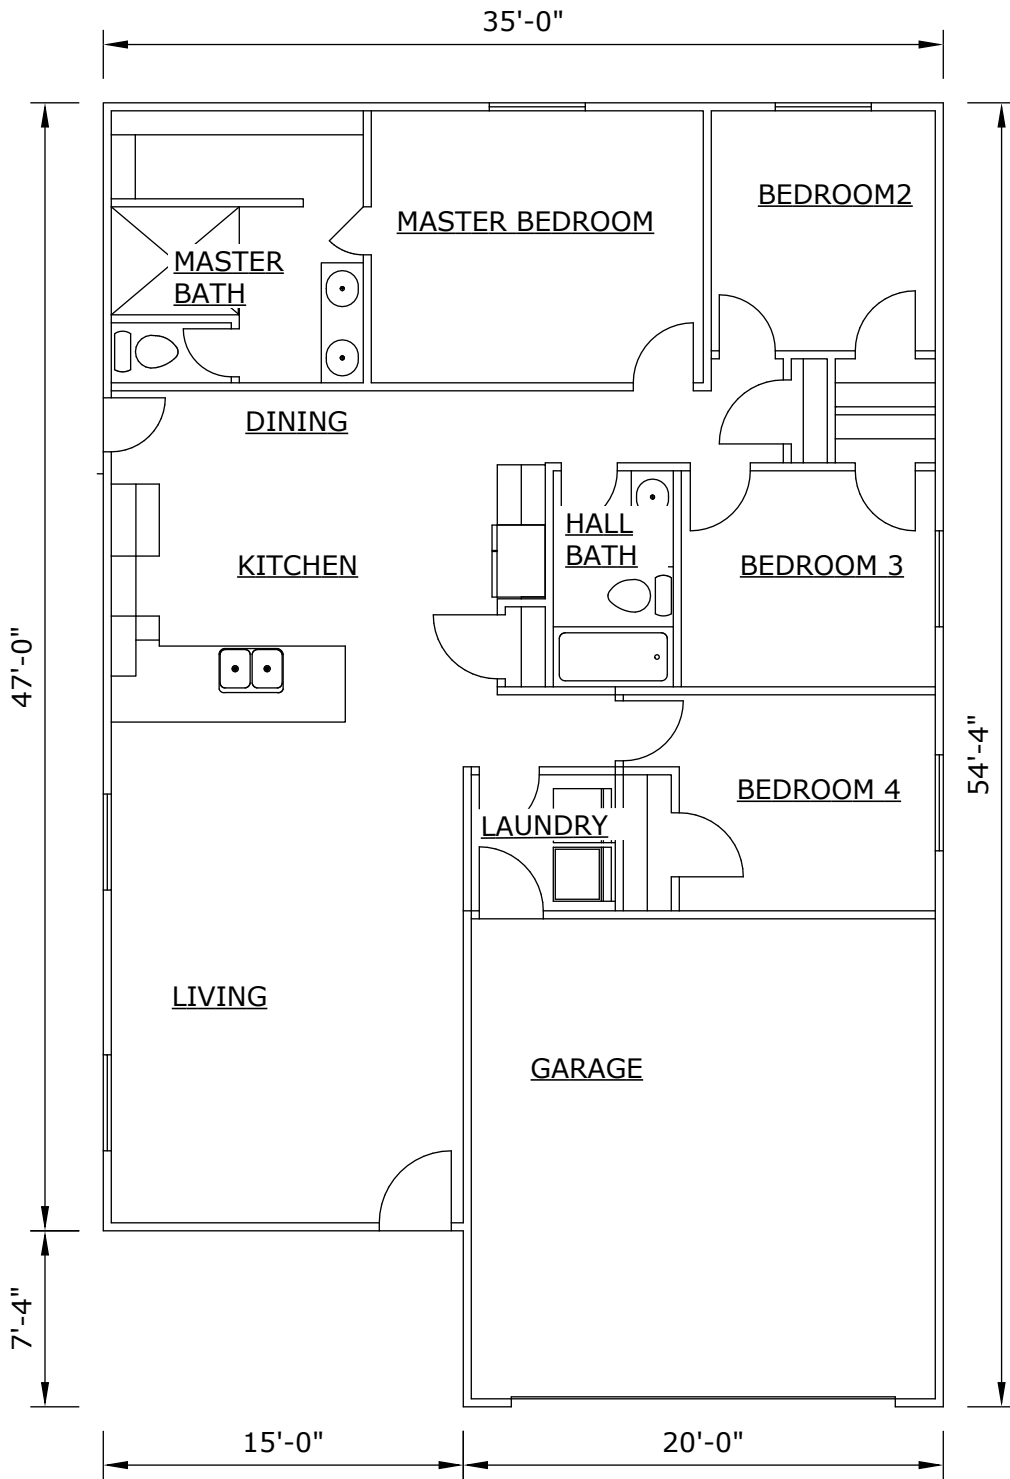 35'-0"
BEDROOM2
MASTER BEDROOM
MASTER
BATH
DINING
HALL
BATH
KITCHEN
BEDROOM 3
47'-0"
54'-4"
BEDROOM 4
LAUNDRY
LIVING
GARAGE
7'-4"
15'-0"
20'-0"